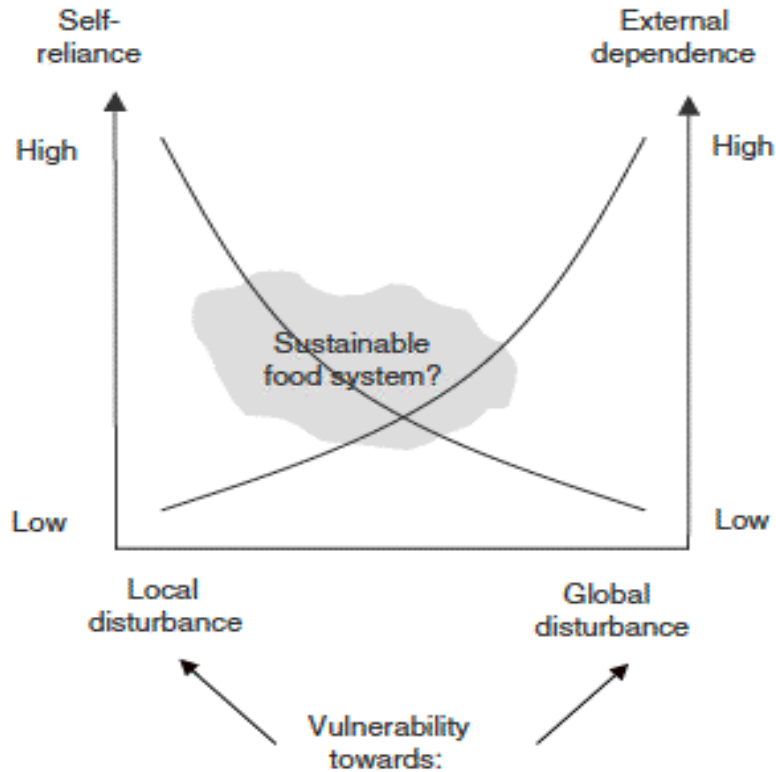 Self-
reliance
External
dependence
High
High
Sustainable
food system?
Low
Low
Local
disturbance
Global
disturbance
Vulnerability
towards: